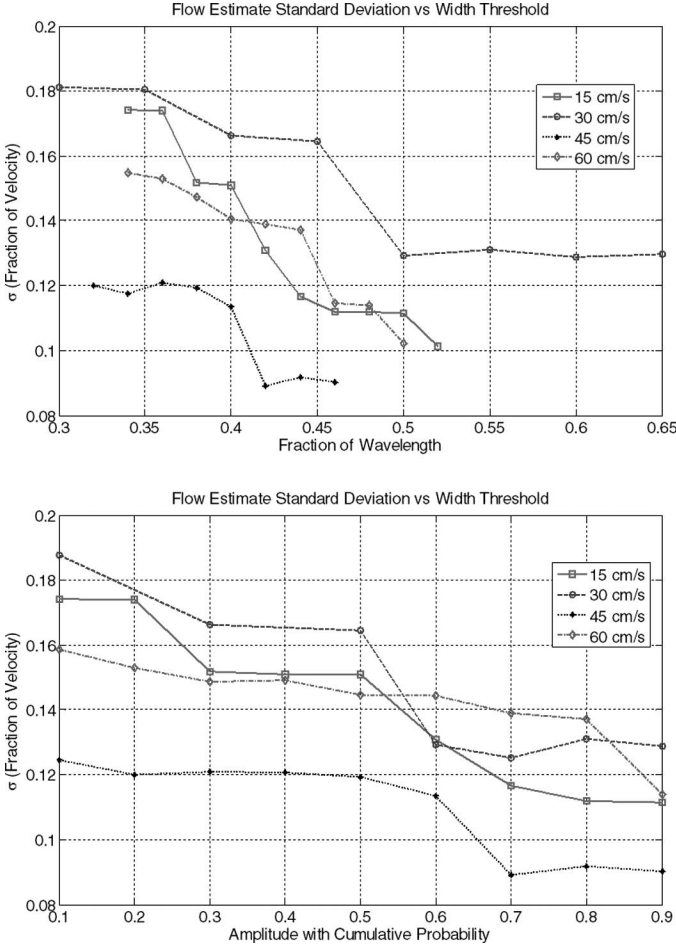 Flow Estimate Standard Deviation vs Width Threshold
0.2
0.18
0.16
0.14
0.12
0.1
0.08
σ (Fraction of Velocity)
15 cm/s
30 cm/s
45 cm/s
60 cm/s
0.3 0.35 0.4 0.45 0.5 0.55 0.6 0.65
Fraction of Wavelength
Flow Estimate Standard Deviation vs Width Threshold
0.2
0.18
0.16
0.14
0.12
0.1
0.08
σ (Fraction of Velocity)
15 cm/s
30 cm/s
45 cm/s
60 cm/s
0.1 0.2 0.3 0.4 0.5 0.6 0.7 0.8 0.9
Amplitude with Cumulative Probability